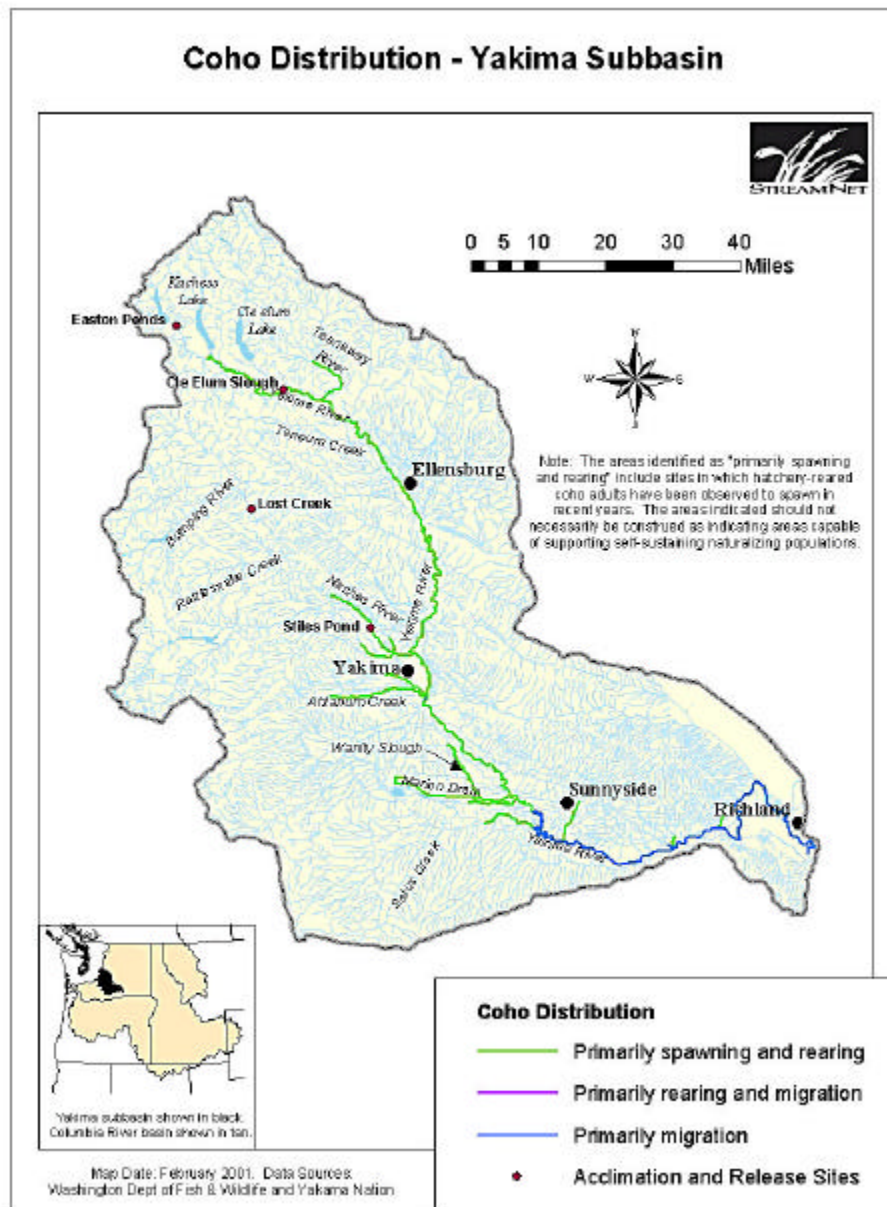 Coho Distribution - Yakima Subbasin
STREAMNET
0 5 10 20 30 40
Miles
Kachess
Lake
Cle elum
Lake
Easton Ponds
Teanaway
River
Cle Elum Slough
Yakima River
Taneum Creek
Ellensburg
N
W
S
Note: The areas identified as "primarily spawning
and rearing" include sites in which hatchery-reared
coho adults have been observed to spawn in
recent years. The areas indicated should not
necessarily be construed as indicating areas capable
of supporting self-sustaining naturalizing populations.
Bumping River
Lost Creek
Rattlesnake Creek
Naches River
Stiles Pond
Yakima River
Yakima
Ahtanum Creek
Wanity Slough
Marion Drain
Sunnyside
Richland
Yakima River
Satus Creek
Yakima subbasin shown in black.
Columbia River basin shown in tan.
Map Date: February 2001. Data Sources:
Washington Dept of Fish & Wildlife and Yakama Nation
Coho Distribution
Primarily spawning and rearing
Primarily rearing and migration
Primarily migration
Acclimation and Release Sites